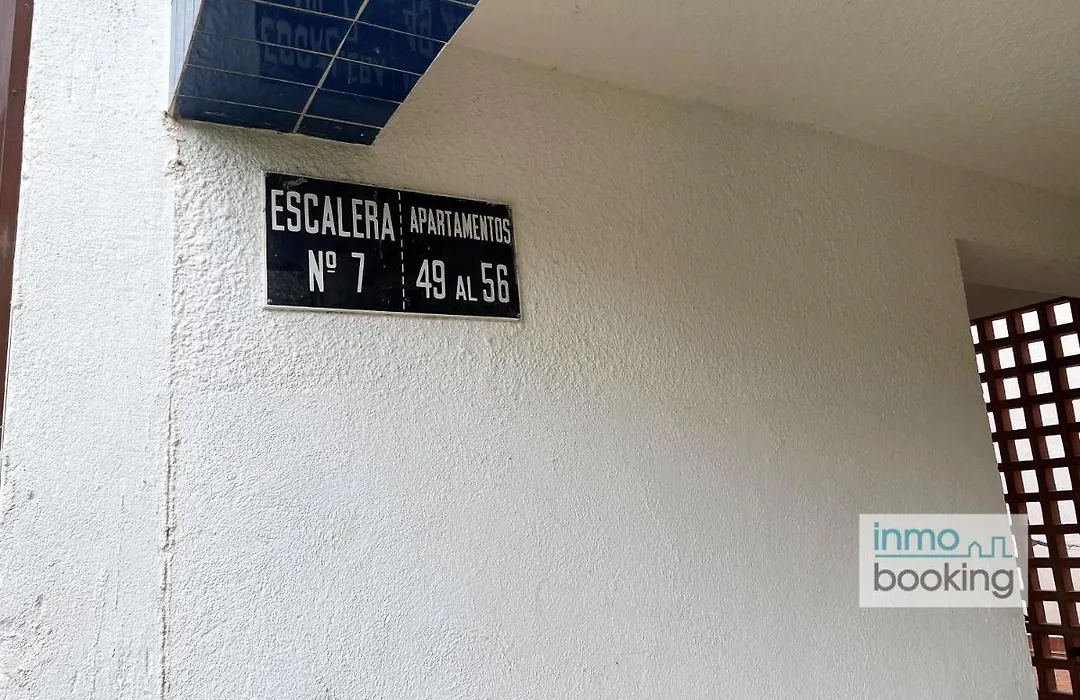 ESCALERA
Nº 7
APARTAMENTOS
49 AL 56
inmo
booking